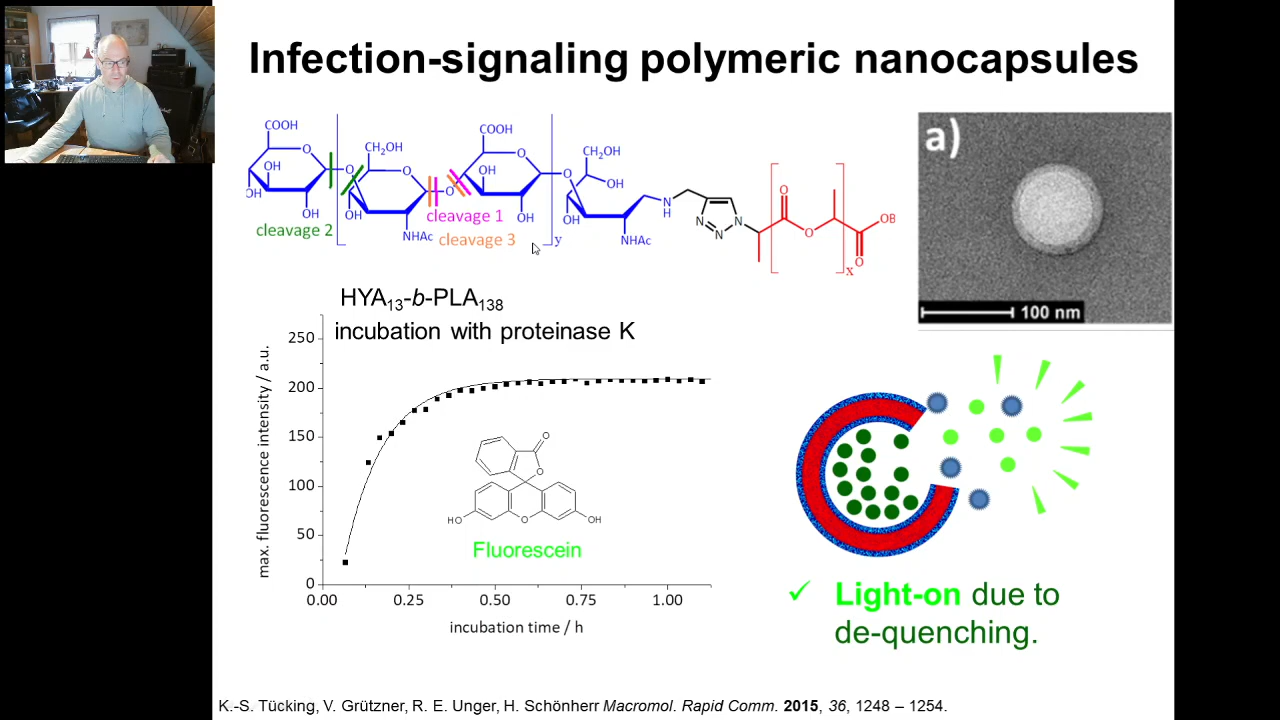 Infection-signaling polymeric nanocapsules
COOH
O
OH
OH
OH
O
CH₂OH
O
OH
NHAc
O
COOH
O
OH
OH
O
CH₂OH
OH
OH
NHAc
N
H
N
N
N
O
O
O
x
y
cleavage 1
cleavage 2
cleavage 3
a)
100 nm
HYA₁₃-b-PLA₁₃₈
incubation with proteinase K
max. fluorescence intensity / a.u.
250
200
150
100
50
0
0.00
0.25
0.50
0.75
1.00
incubation time / h
O
O
HO
O
OH
Fluorescein
✓ Light-on due to
de-quenching.
K.-S. Tücking, V. Grützner, R. E. Unger, H. Schönherr Macromol. Rapid Comm. 2015, 36, 1248 – 1254.